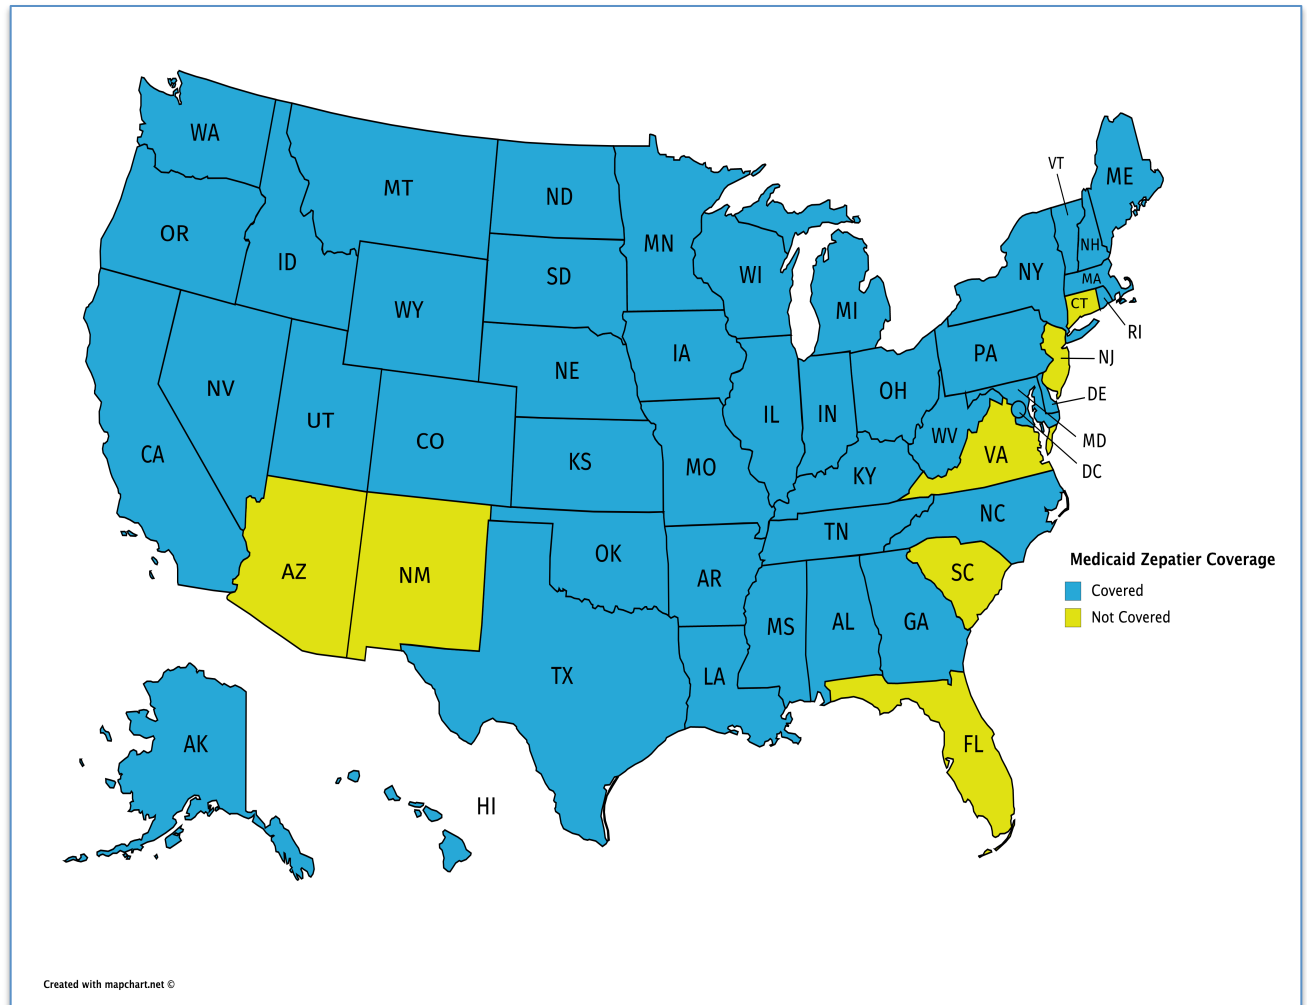 WA
MT
ND
MN
VT
ME
OR
ID
SD
WI
NH
NY
MA
WY
MI
CT
RI
IA
PA
NJ
NE
NV
OH
DE
UT
IL
IN
CO
WV
MD
CA
KS
MO
VA
DC
KY
NC
TN
OK
AZ
NM
AR
SC
Medicaid Zepatier Coverage
Covered
Not Covered
MS
AL
GA
TX
LA
AK
FL
HI
Created with mapchart.net ©